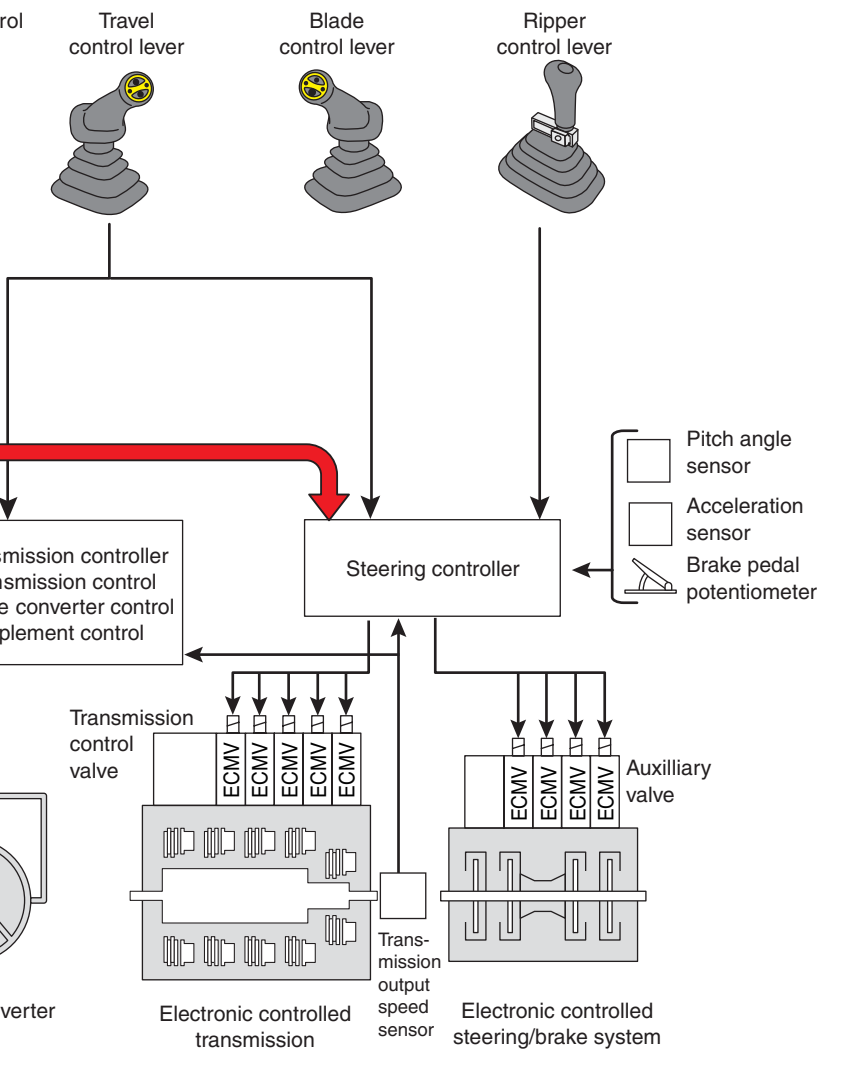 rol
Travel
control lever
Blade
control lever
Ripper
control lever
Pitch angle
sensor
Acceleration
sensor
Brake pedal
potentiometer
smission controller
nsmission control
e converter control
plement control
Steering controller
Transmission
control
valve
ECMV
ECMV
ECMV
ECMV
ECMV
ECMV
ECMV
ECMV
ECMV
Auxilliary
valve
Trans-
mission
output
speed
sensor
verter
Electronic controlled
transmission
Electronic controlled
steering/brake system